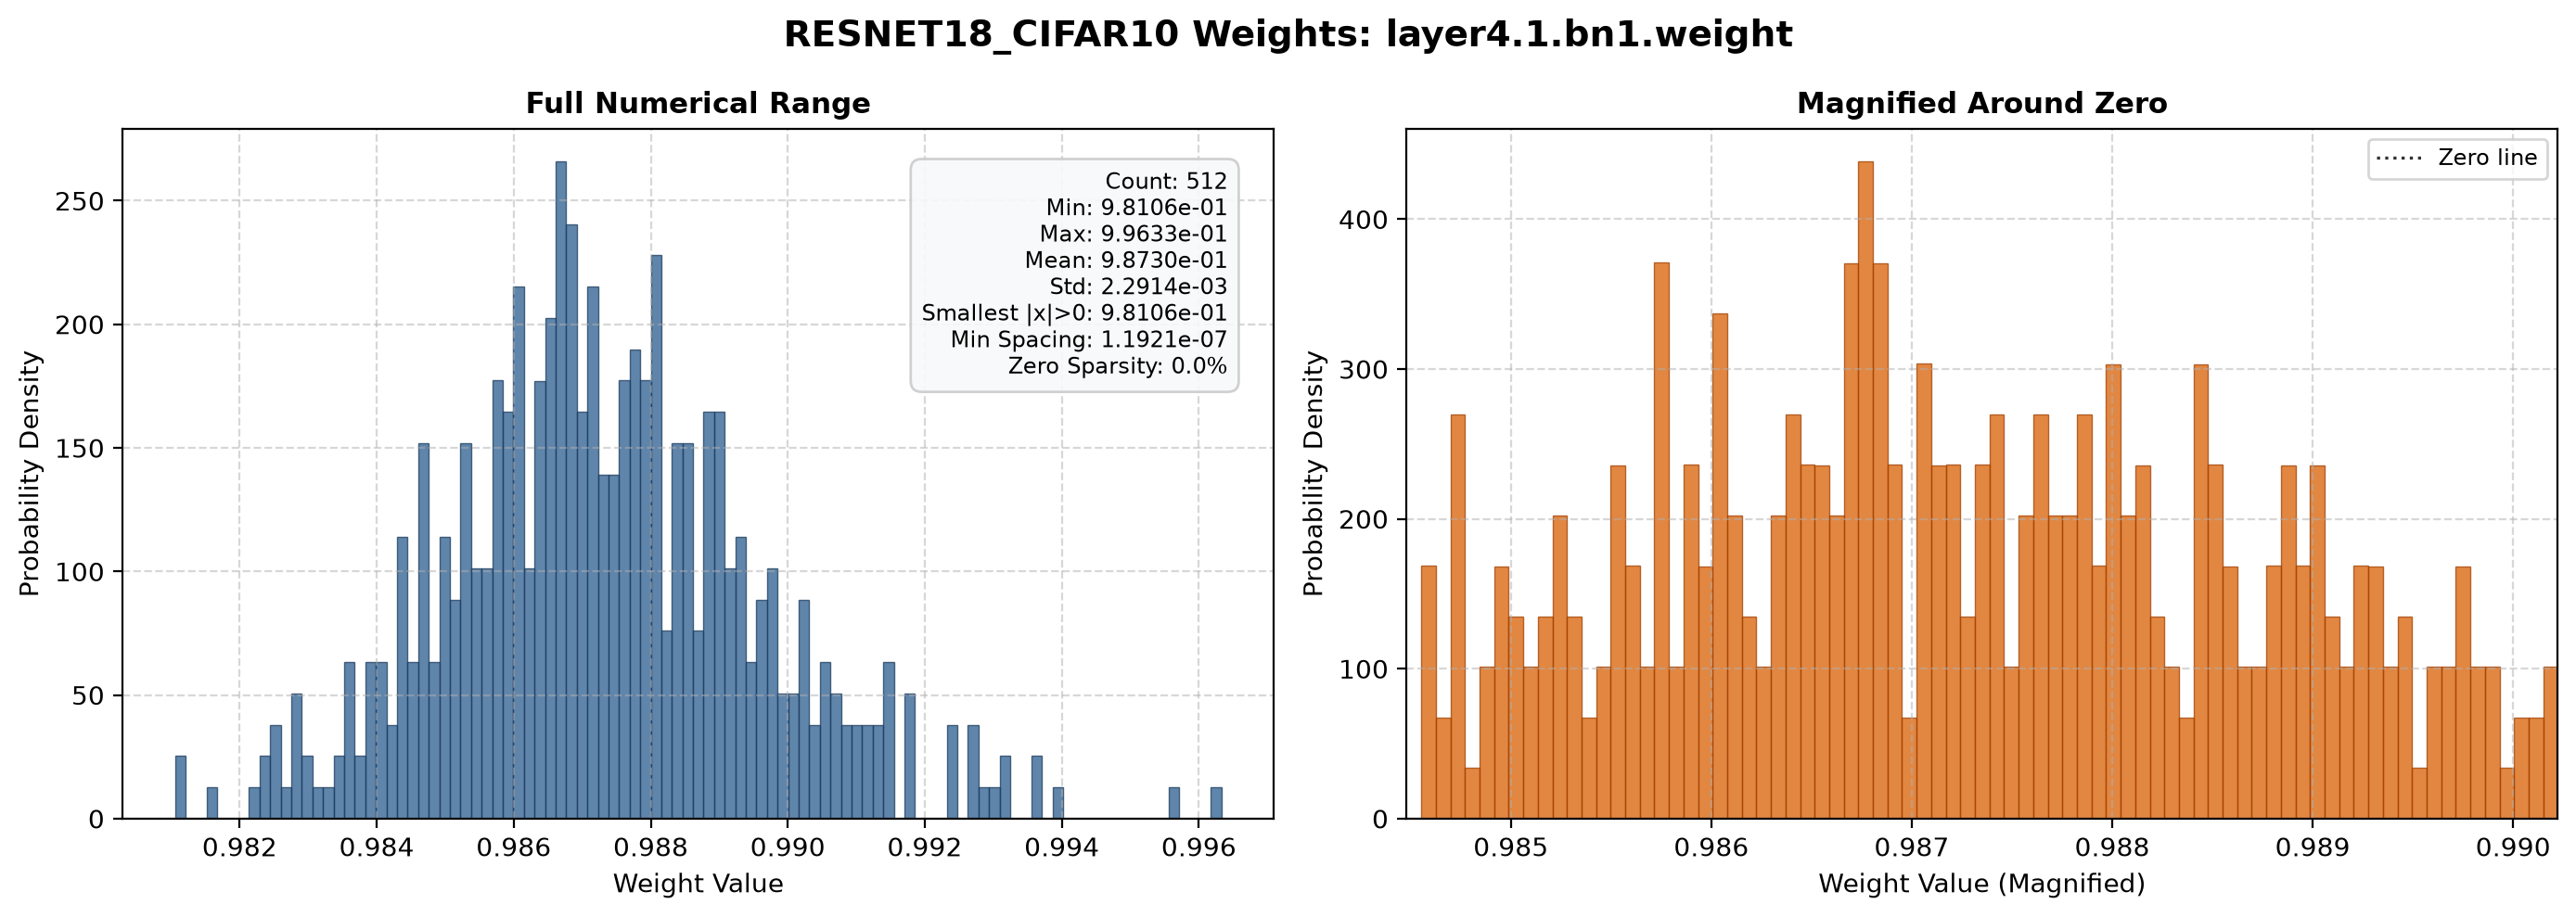 RESNET18_CIFAR10 Weights: layer4.1.bn1.weight
Full Numerical Range
Probability Density
250
200
150
100
50
0
Count: 512
Min: 9.8106e-01
Max: 9.9633e-01
Mean: 9.8730e-01
Std: 2.2914e-03
Smallest |x|>0: 9.8106e-01
Min Spacing: 1.1921e-07
Zero Sparsity: 0.0%
0.982 0.984 0.986 0.988 0.990 0.992 0.994 0.996
Weight Value
Magnified Around Zero
Zero line
Probability Density
400
300
200
100
0
0.985 0.986 0.987 0.988 0.989 0.990
Weight Value (Magnified)